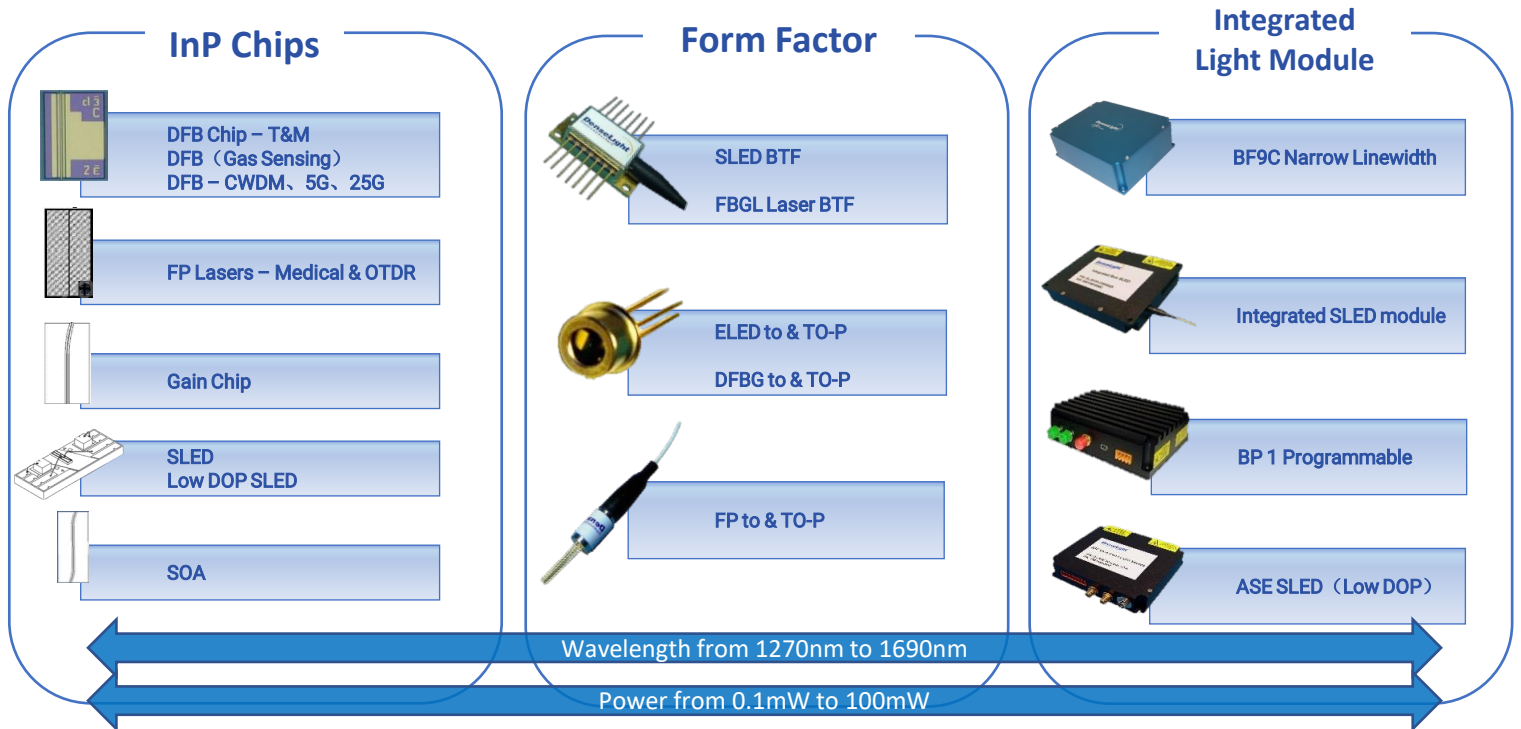 InP Chips
DFB Chip – T&M
DFB（Gas Sensing）
DFB – CWDM、5G、25G
FP Lasers – Medical & OTDR
Gain Chip
SLED
Low DOP SLED
SOA
Form Factor
DenseLight
SLED BTF
FBGL Laser BTF
ELED to & TO-P
DFBG to & TO-P
FP to & TO-P
Integrated
Light Module
BF9C Narrow Linewidth
Integrated SLED module
BP 1 Programmable
ASE SLED（Low DOP）
Wavelength from 1270nm to 1690nm
Power from 0.1mW to 100mW